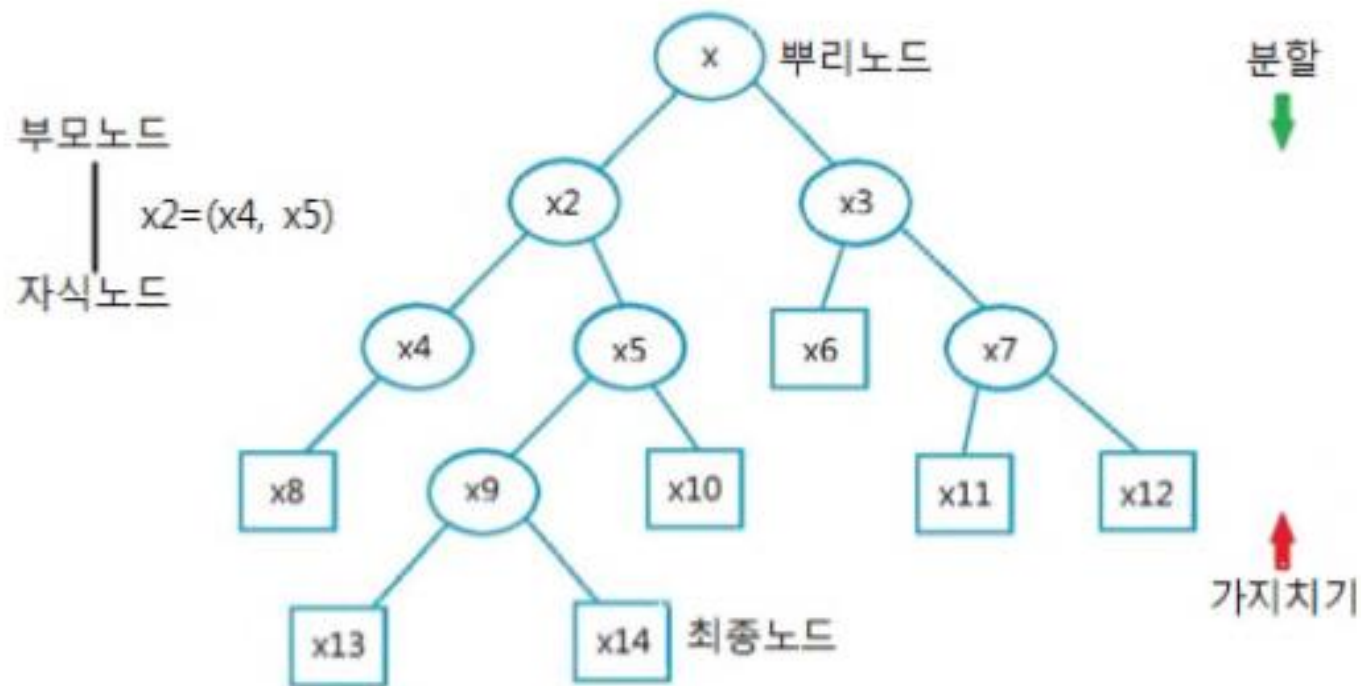 x 뿌리노드
분할
부모노드
x2=(x4, x5)
자식노드
x2
x3
x4
x5
x6
x7
x8
x9
x10
x11
x12
가지치기
x13
x14 최종노드